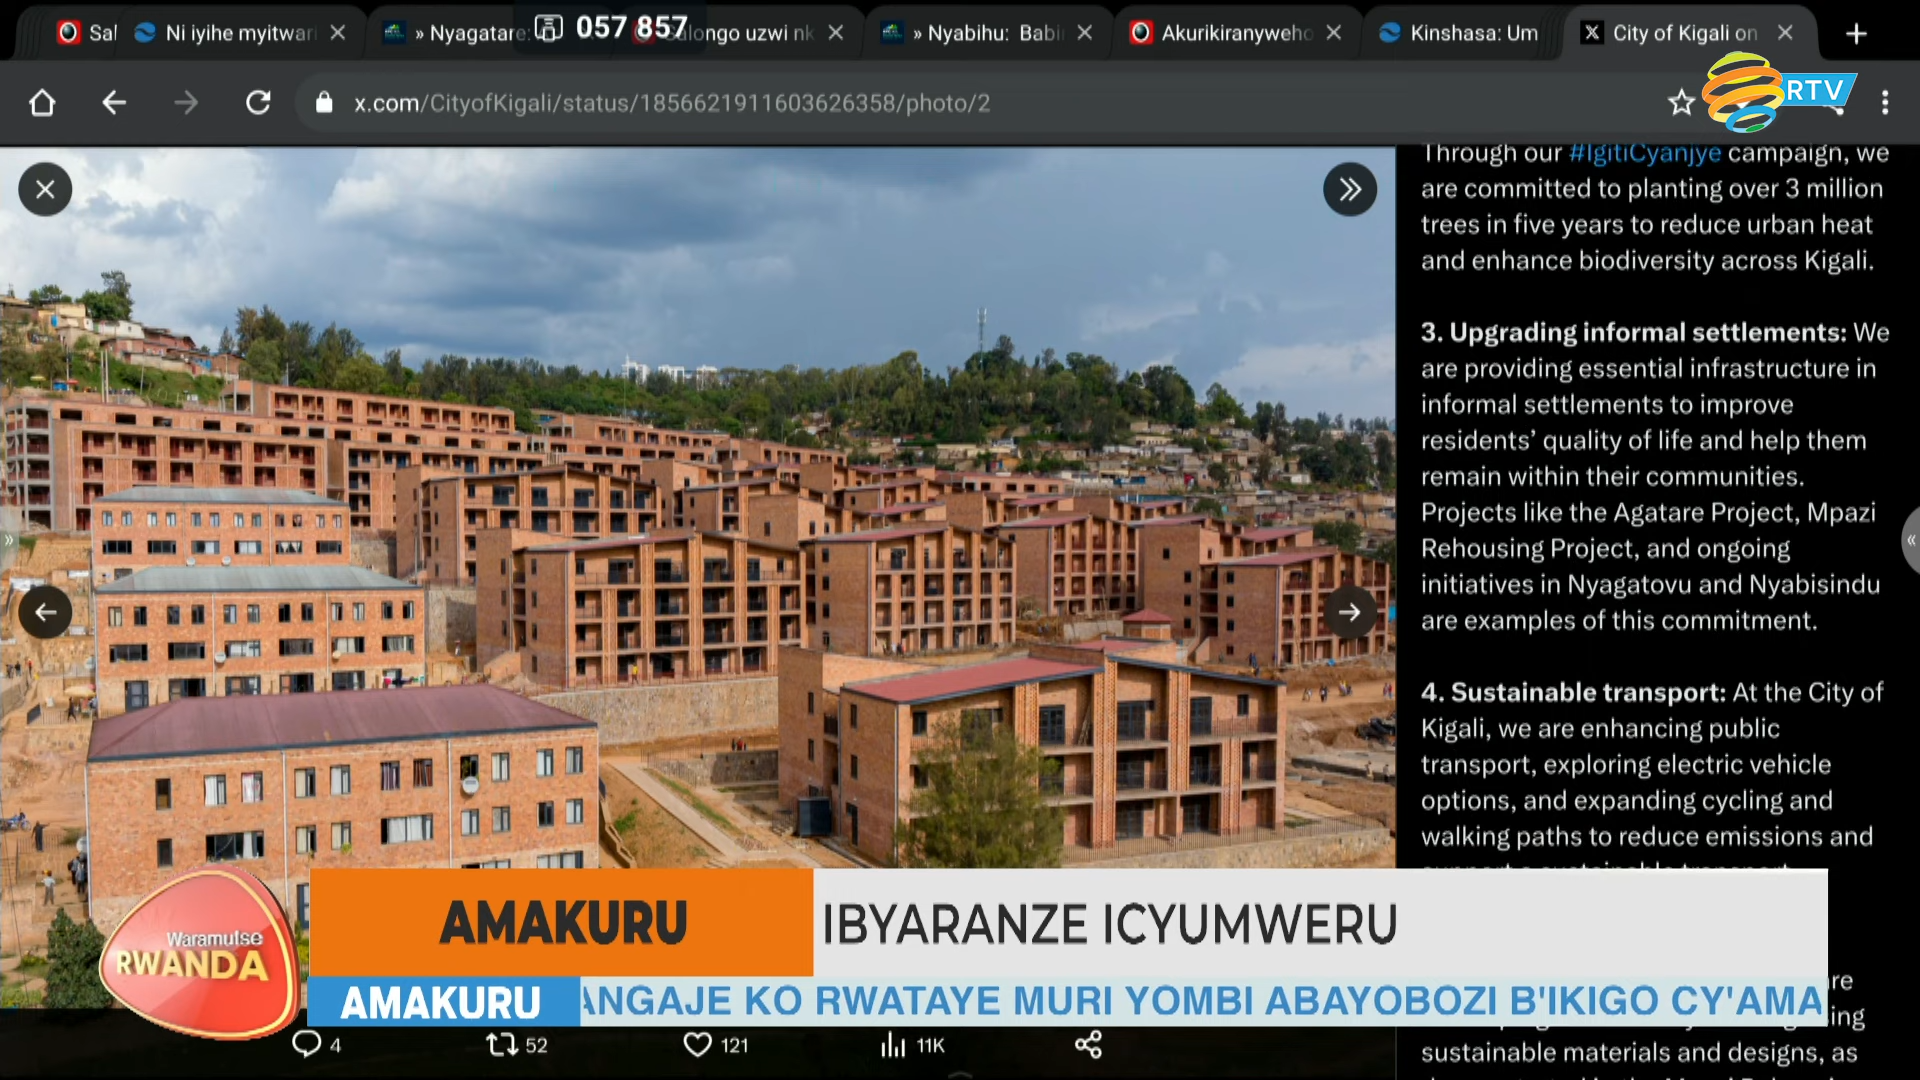 Sal
Ni iyihe myitwari
» Nyagatare:
057 857
longo uzwi nk
» Nyabihu: Babi
Akurikiranyweho
Kinshasa: Um
City of Kigali on
x.com/CityofKigali/status/1856621911603626358/photo/2
RTV
Through our #IgitiCyanjye campaign, we
are committed to planting over 3 million
trees in five years to reduce urban heat
and enhance biodiversity across Kigali.
3. Upgrading informal settlements: We
are providing essential infrastructure in
informal settlements to improve
residents’ quality of life and help them
remain within their communities.
Projects like the Agatare Project, Mpazi
Rehousing Project, and ongoing
initiatives in Nyagatovu and Nyabisindu
are examples of this commitment.
4. Sustainable transport: At the City of
Kigali, we are enhancing public
transport, exploring electric vehicle
options, and expanding cycling and
walking paths to reduce emissions and
sustainable materials and designs, as
Waramutse
RWANDA
AMAKURU
IBYARANZE ICYUMWERU
AMAKURU
ANGAJE KO RWATAYE MURI YOMBI ABAYOBOZI B'IKIGO CY'AMA
4
52
121
11K